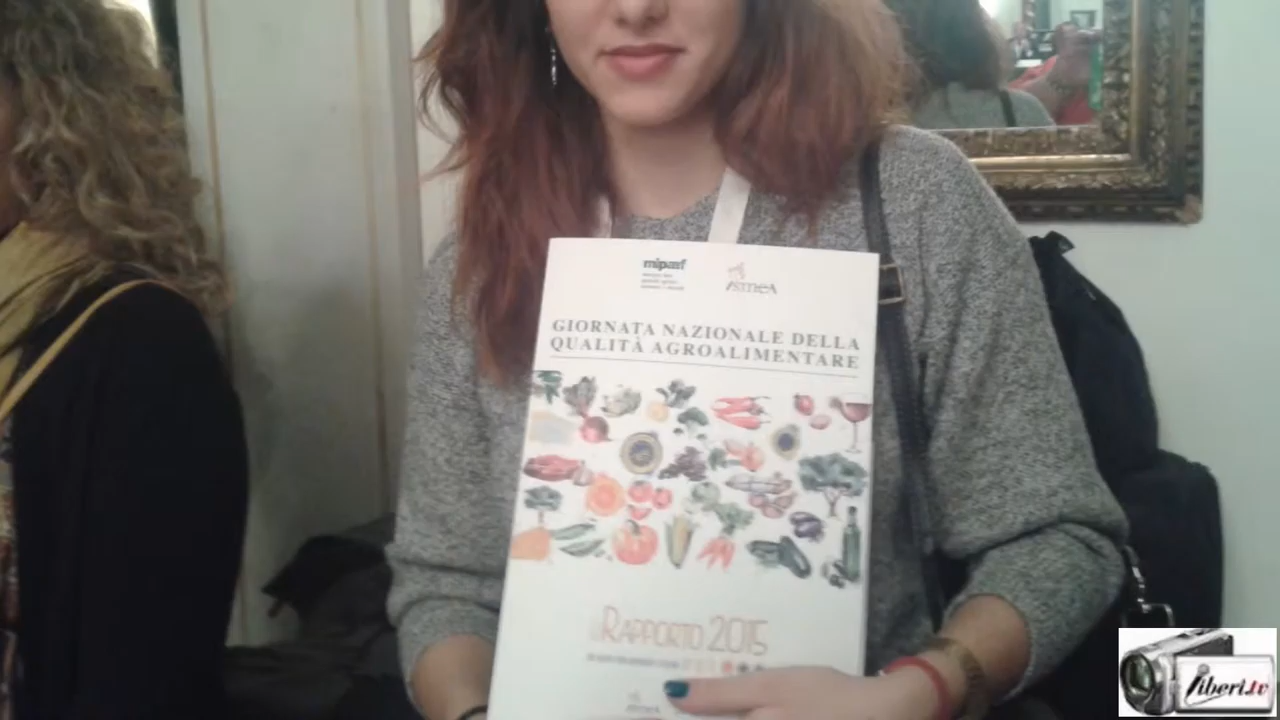 mipaaf
ismea
GIORNATA NAZIONALE DELLA
QUALITÀ AGROALIMENTARE
RAPPORTO 2015
liberi.tv